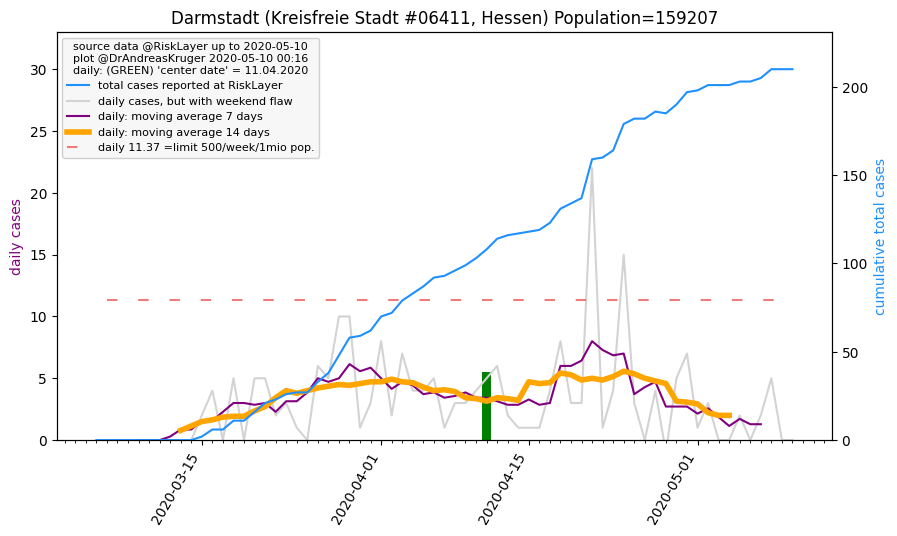 Darmstadt (Kreisfreie Stadt #06411, Hessen) Population=159207
source data @RiskLayer up to 2020-05-10
plot @DrAndreasKruger 2020-05-10 00:16
daily: (GREEN) 'center date' = 11.04.2020
total cases reported at RiskLayer
daily cases, but with weekend flaw
daily: moving average 7 days
daily: moving average 14 days
daily 11.37 =limit 500/week/1mio pop.
daily cases
30
25
20
15
10
5
0
cumulative total cases
200
150
100
50
0
2020-03-15
2020-04-01
2020-04-15
2020-05-01